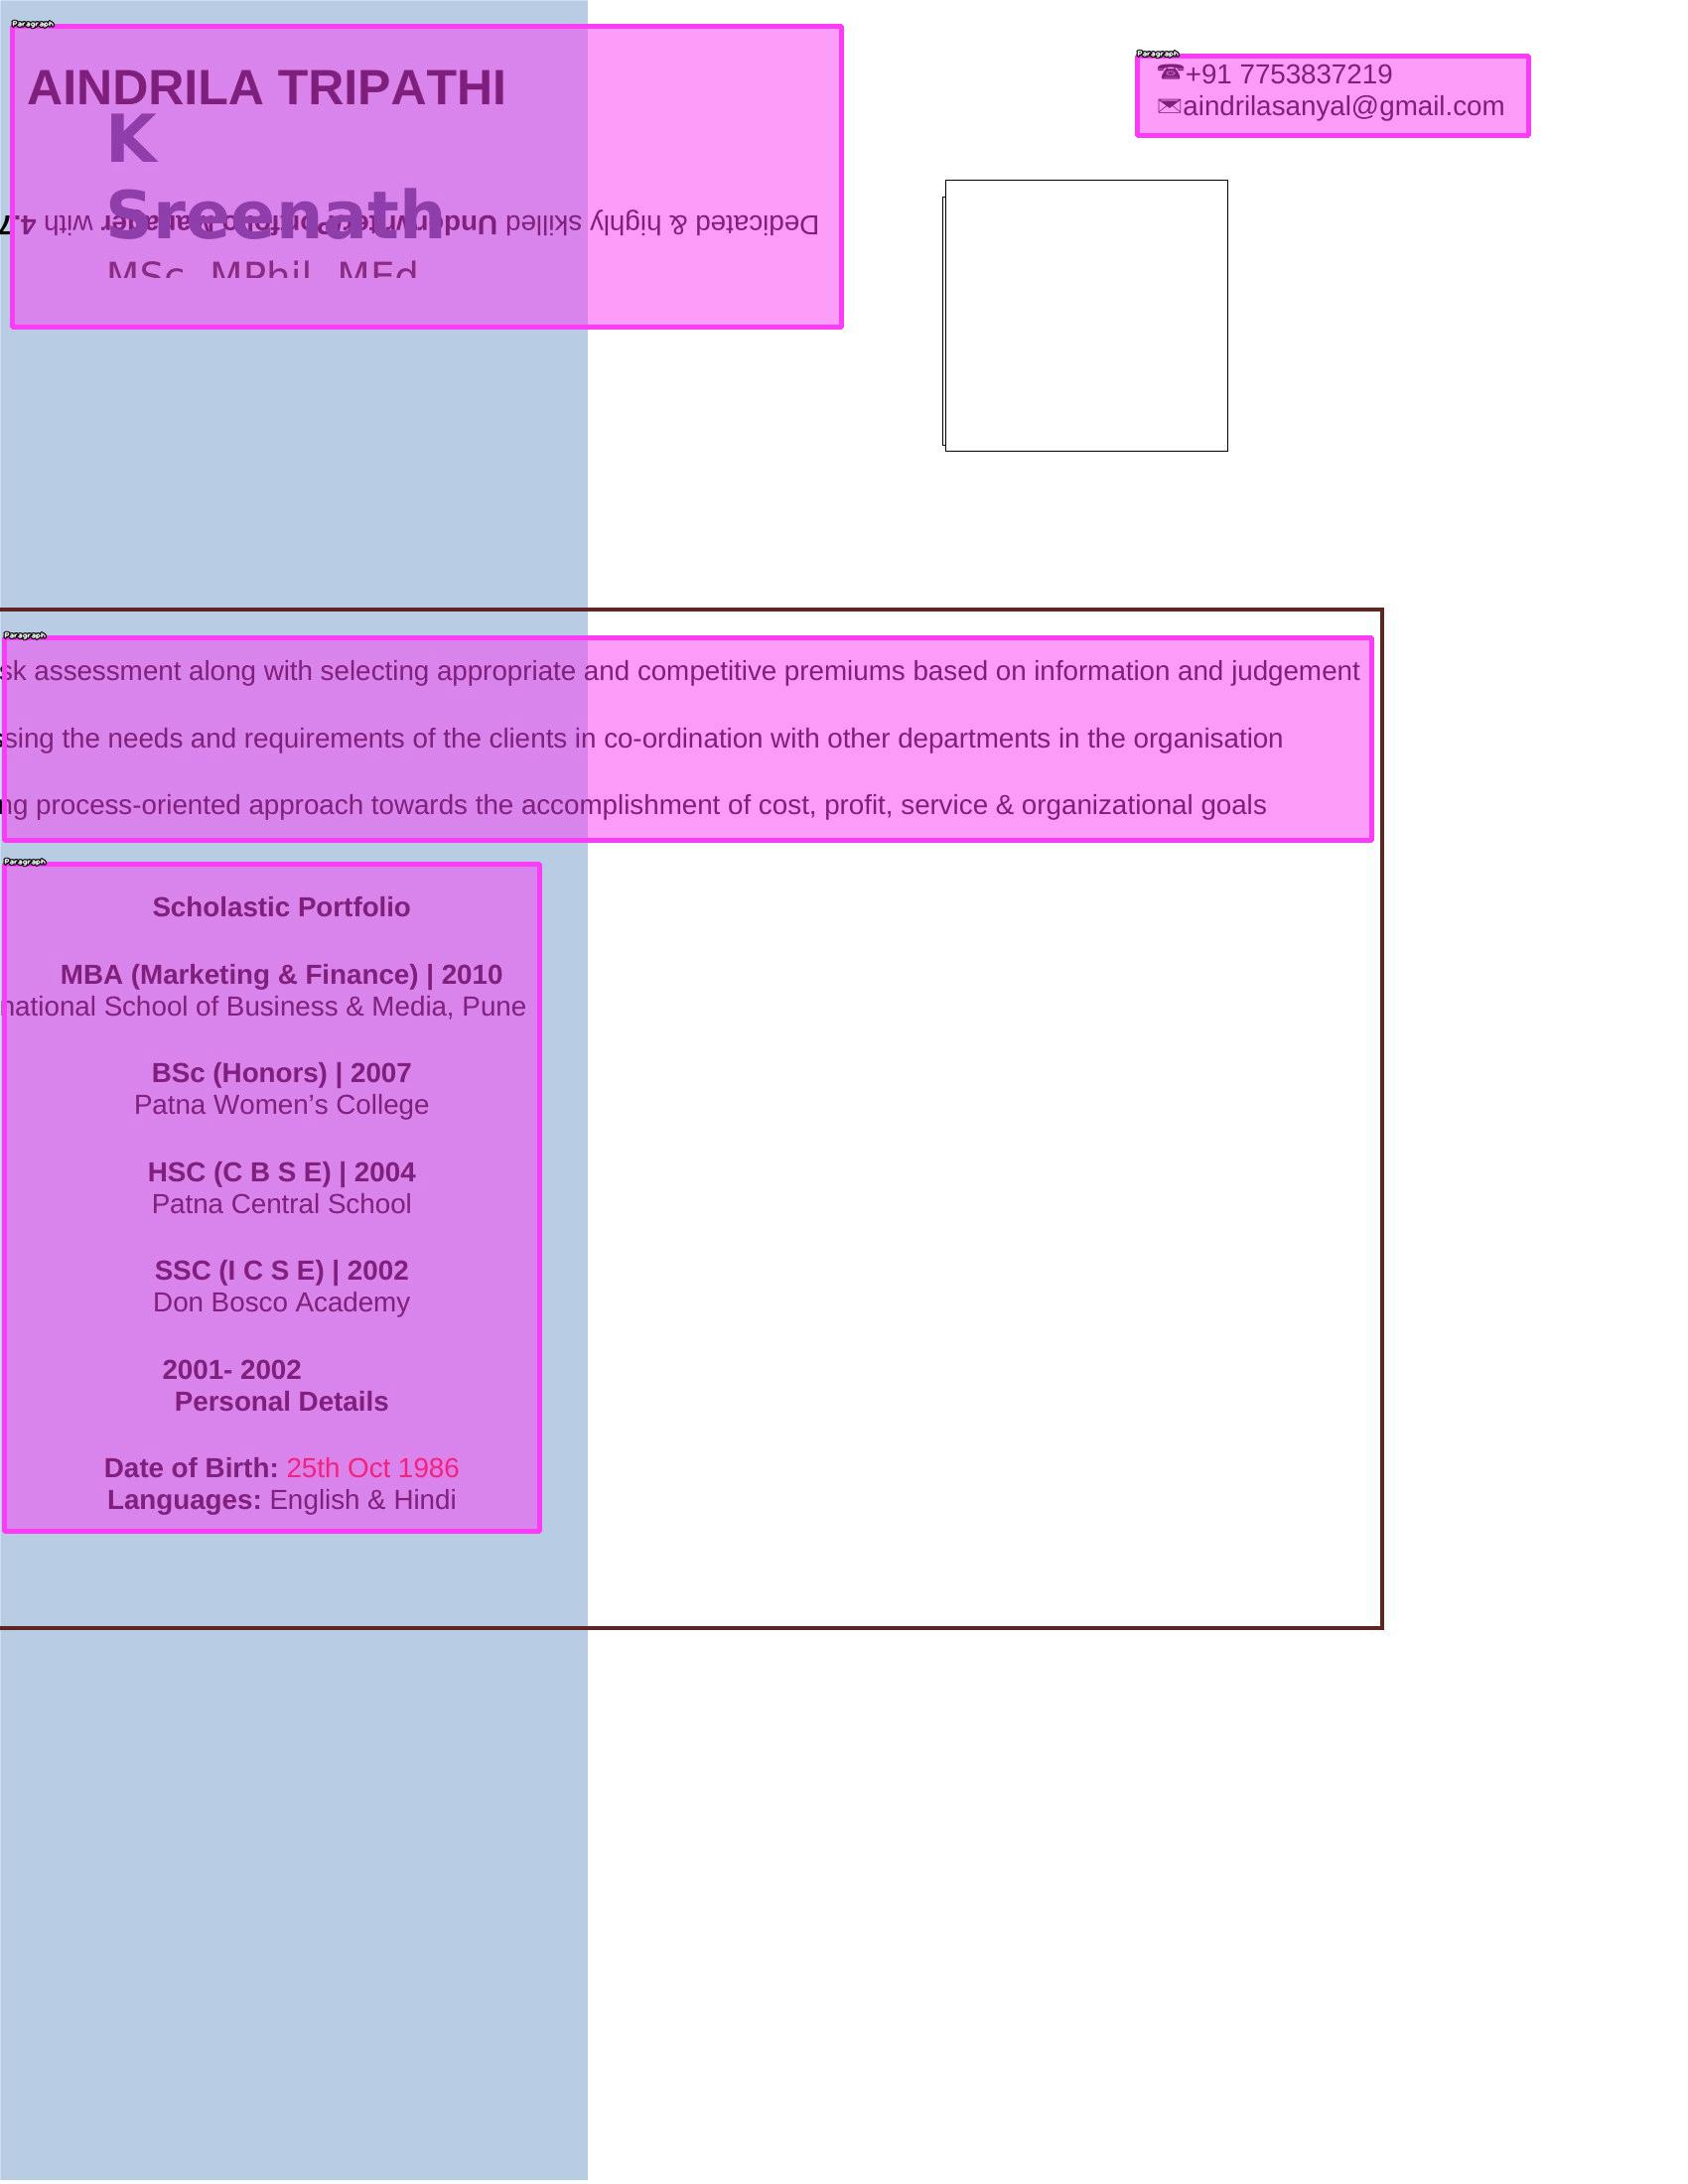 Paragraph
AINDRILA TRIPATHI
K
Sreenath
Dedicated & highly skilled with 4.7
MSc, MPhil, MEd
Paragraph
☎+91 7753837219
✉aindrilasanyal@gmail.com
Paragraph
sk assessment along with selecting appropriate and competitive premiums based on information and judgement
sing the needs and requirements of the clients in co-ordination with other departments in the organisation
ng process-oriented approach towards the accomplishment of cost, profit, service & organizational goals
Paragraph
Scholastic Portfolio
MBA (Marketing & Finance) | 2010
national School of Business & Media, Pune
BSc (Honors) | 2007
Patna Women’s College
HSC (C B S E) | 2004
Patna Central School
SSC (I C S E) | 2002
Don Bosco Academy
2001- 2002
Personal Details
Date of Birth: 25th Oct 1986
Languages: English & Hindi